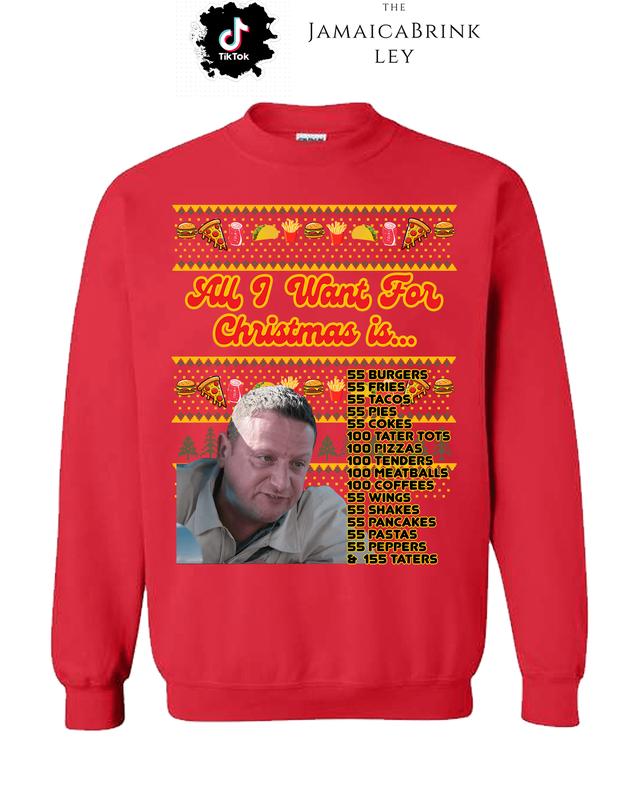 THE
TikTok
JAMAICABRINK
LEY
All I Want For
Christmas is...
55 BURGERS
55 FRIES
55 TACOS
55 PIES
55 COKES
100 TATER TOTS
100 PIZZAS
100 TENDERS
100 MEATBALLS
100 COFFEES
55 WINGS
55 SHAKES
55 PANCAKES
55 PASTAS
55 PEPPERS
& 155 TATERS